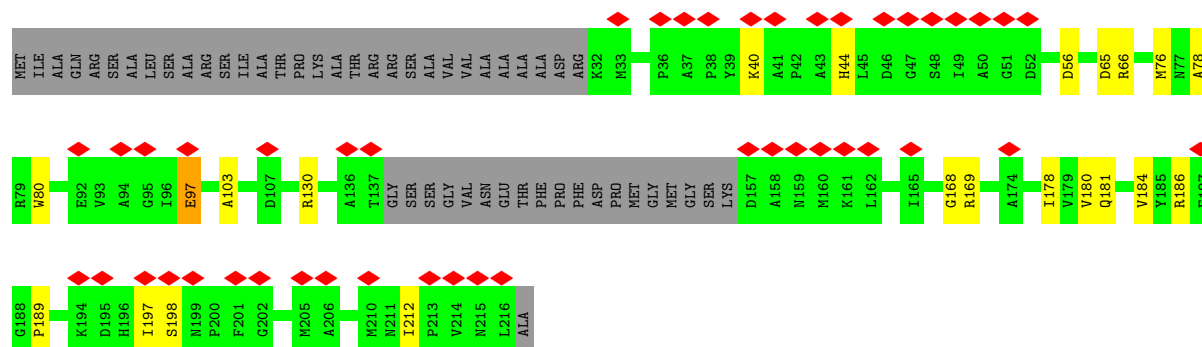 MET ILE ALA GLN ARG SER ALA LEU SER ALA ARG SER ILE ALA THR PRO LYS ALA THR ARG ARG SER ALA VAL VAL ALA ALA ALA ALA ASP ARG K32 M33 P36 A37 P38 Y39 K40 A41 P42 A43 H44 L45 D46 G47 S48 I49 A50 G51 D52 D56 D65 R66 M76 N77 A78
R79 W80 E92 V93 A94 G95 I96 E97 A103 D107 R130 A136 T137 GLY SER SER GLY VAL ASN GLU THR PHE PRO PRO PHE ASP PRO MET GLY MET GLY SER LYS D157 A158 N159 M160 K161 L162 I165 G168 R169 A174 I178 V179 V180 Q181 V184 Y185 R186
G188 P189 K194 D195 H196 I197 S198 N199 P200 F201 G202 M205 A206 M210 N211 I212 P213 V214 N215 L216 ALA